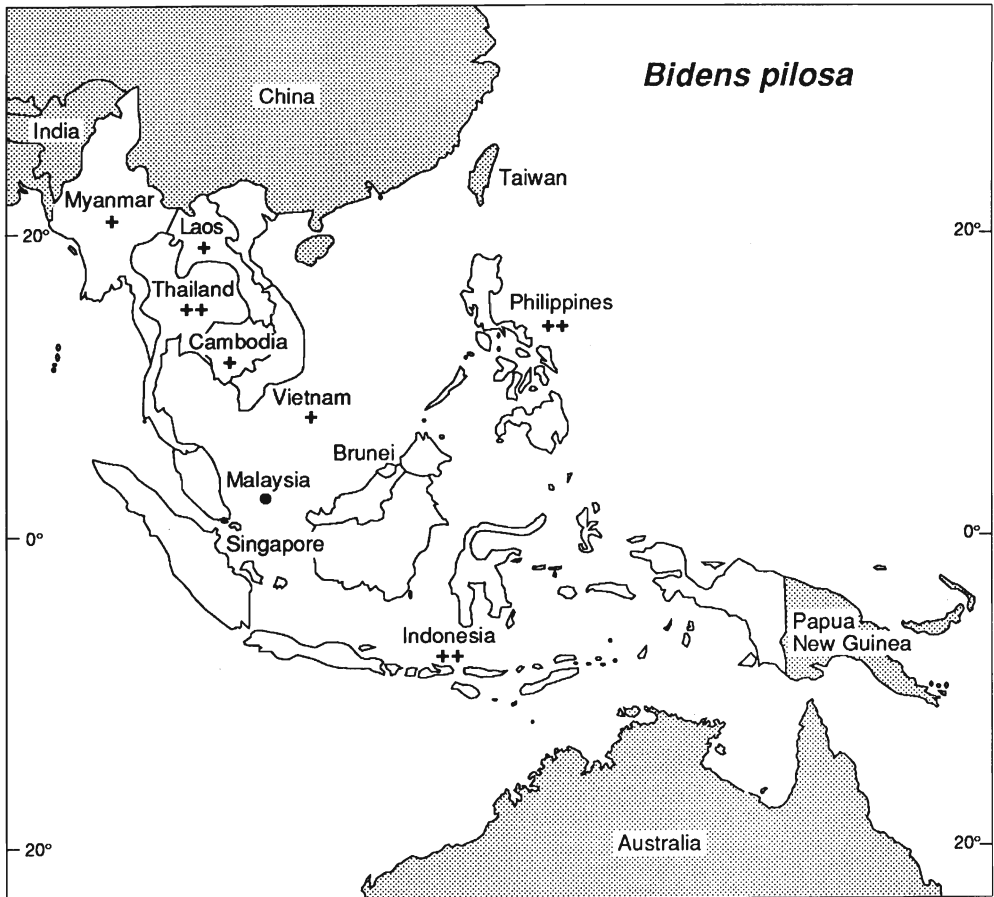 Bidens pilosa
China
India
Taiwan
Myanmar
+
Laos
+
20°
20°
Thailand
++
Philippines
++
Cambodia
+
Vietnam
+
Brunei
Malaysia
●
0°
0°
Singapore
Papua
New Guinea
Indonesia
++
Australia
20°
20°